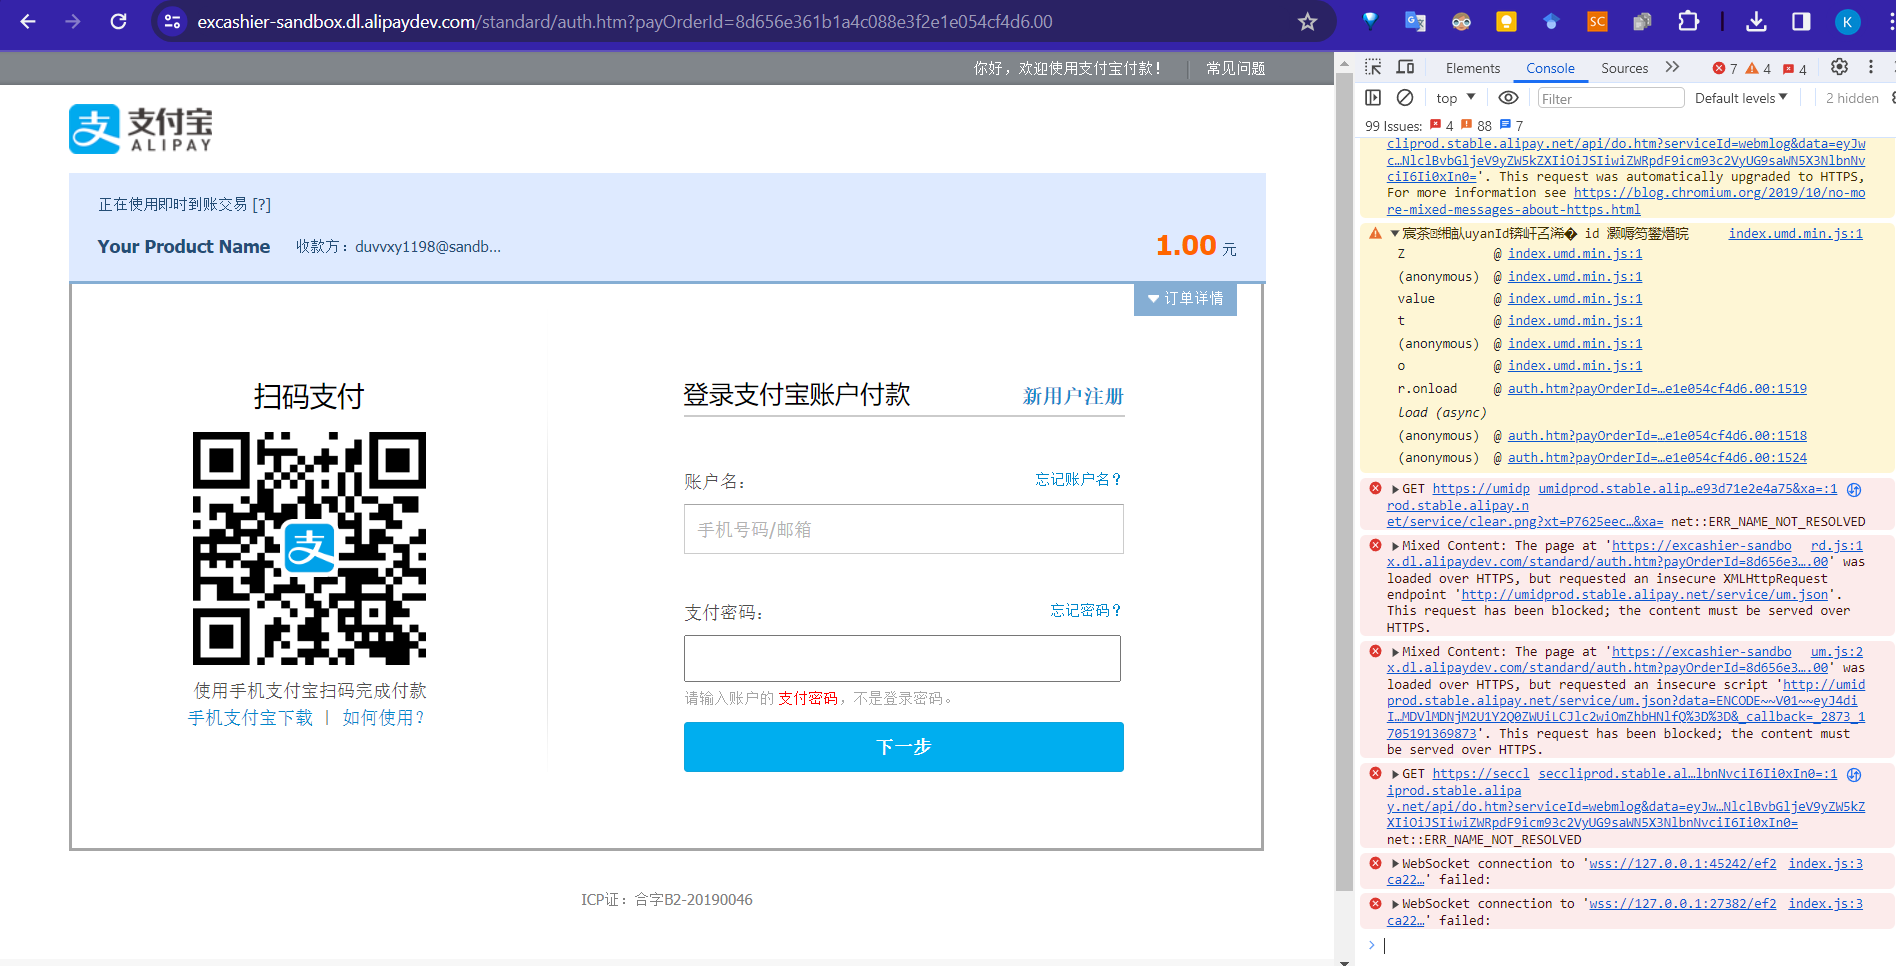 excashier-sandbox.dl.alipaydev.com/standard/auth.htm?payOrderId=8d656e361b1a4c088e3f2e1e054cf4d6.00
SC
K
你好，欢迎使用支付宝付款！
常见问题
支付宝
ALIPAY
正在使用即时到账交易 [?]
Your Product Name 收款方：duvvxy1198@sandb...
1.00 元
订单详情
扫码支付
使用手机支付宝扫码完成付款
手机支付宝下载 | 如何使用？
登录支付宝账户付款 新用户注册
账户名： 忘记账户名？
手机号码/邮箱
支付密码： 忘记密码？
请输入账户的 支付密码，不是登录密码。
下一步
ICP证：合字B2-20190046
Elements Console Sources 7 4 4
top Filter Default levels 2 hidden
99 Issues: 4 88 7
cliprod.stable.alipay.net/api/do.htm?serviceId=webmlog&data=eyJw
c…NlclBvbGljeV9yZW5kZXIiOiJSIiwiZWRpdF9icm93c2VyUG9saWN5X3NlbnNv
ciI6Ii0xIn0='. This request was automatically upgraded to HTTPS,
For more information see https://blog.chromium.org/2019/10/no-mo
re-mixed-messages-about-https.html
uyanId id index.umd.min.js:1
Z @ index.umd.min.js:1
(anonymous) @ index.umd.min.js:1
value @ index.umd.min.js:1
t @ index.umd.min.js:1
(anonymous) @ index.umd.min.js:1
o @ index.umd.min.js:1
r.onload @ auth.htm?payOrderId=…e1e054cf4d6.00:1519
load (async)
(anonymous) @ auth.htm?payOrderId=…e1e054cf4d6.00:1518
(anonymous) @ auth.htm?payOrderId=…e1e054cf4d6.00:1524
GET https://umidp umidprod.stable.alip…e93d71e2e4a75&xa=:1
rod.stable.alipay.n
et/service/clear.png?xt=P7625eec…&xa= net::ERR_NAME_NOT_RESOLVED
Mixed Content: The page at 'https://excashier-sandbo rd.js:1
x.dl.alipaydev.com/standard/auth.htm?payOrderId=8d656e3….00' was
loaded over HTTPS, but requested an insecure XMLHttpRequest
endpoint 'http://umidprod.stable.alipay.net/service/um.json'.
This request has been blocked; the content must be served over
HTTPS.
Mixed Content: The page at 'https://excashier-sandbo um.js:2
x.dl.alipaydev.com/standard/auth.htm?payOrderId=8d656e3….00' was
loaded over HTTPS, but requested an insecure script 'http://umid
prod.stable.alipay.net/service/um.json?data=ENCODE~~V01~~eyJ4di
I…MDVlMDNjM2U1Y2Q0ZWUiLCJlc2wiOmZhbHNlfQ%3D%3D&_callback=_2873_1
705191369873'. This request has been blocked; the content must
be served over HTTPS.
GET https://seccl seccliprod.stable.al…lbnNvciI6Ii0xIn0=:1
iprod.stable.alipa
y.net/api/do.htm?serviceId=webmlog&data=eyJw…NlclBvbGljeV9yZW5kZ
XIiOiJSIiwiZWRpdF9icm93c2VyUG9saWN5X3NlbnNvciI6Ii0xIn0=
net::ERR_NAME_NOT_RESOLVED
WebSocket connection to 'wss://127.0.0.1:45242/ef2 index.js:3
ca22…' failed:
WebSocket connection to 'wss://127.0.0.1:27382/ef2 index.js:3
ca22…' failed: